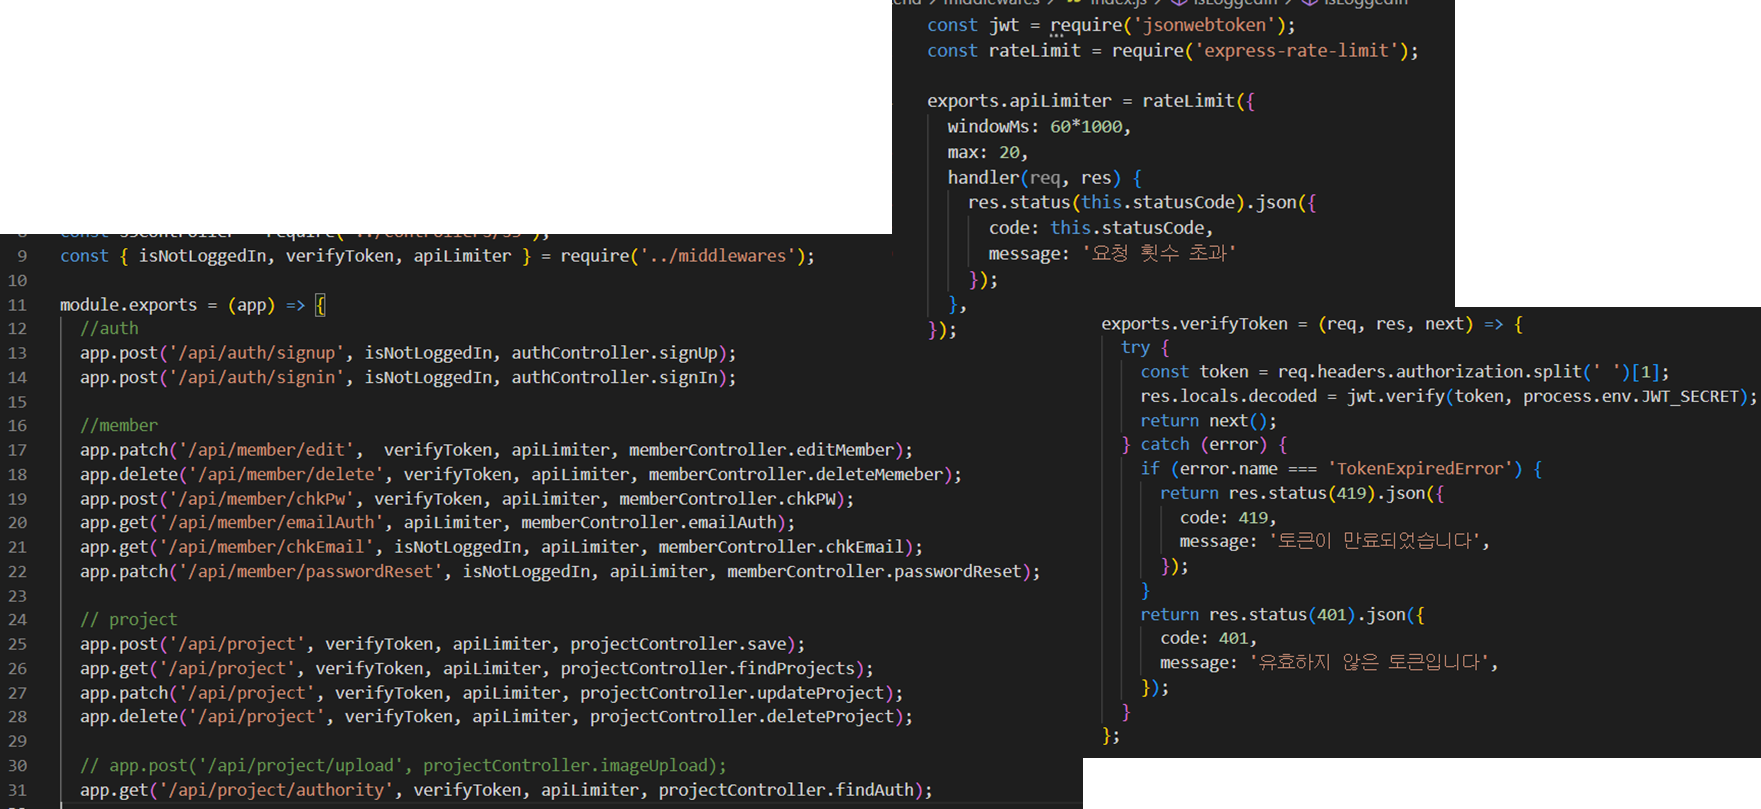 const jwt = require('jsonwebtoken');
const rateLimit = require('express-rate-limit');
exports.apiLimiter = rateLimit({
windowMs: 60*1000,
max: 20,
handler(req, res) {
res.status(this.statusCode).json({
code: this.statusCode,
message: '요청 횟수 초과'
});
},
});
9 const { isNotLoggedIn, verifyToken, apiLimiter } = require('../middlewares');
10
11 module.exports = (app) => {
12 //auth
13 app.post('/api/auth/signup', isNotLoggedIn, authController.signUp);
14 app.post('/api/auth/signin', isNotLoggedIn, authController.signIn);
15
16 //member
17 app.patch('/api/member/edit',  verifyToken, apiLimiter, memberController.editMember);
18 app.delete('/api/member/delete', verifyToken, apiLimiter, memberController.deleteMemeber);
19 app.post('/api/member/chkPw', verifyToken, apiLimiter, memberController.chkPW);
20 app.get('/api/member/emailAuth', apiLimiter, memberController.emailAuth);
21 app.get('/api/member/chkEmail', isNotLoggedIn, apiLimiter, memberController.chkEmail);
22 app.patch('/api/member/passwordReset', isNotLoggedIn, apiLimiter, memberController.passwordReset);
23
24 // project
25 app.post('/api/project', verifyToken, apiLimiter, projectController.save);
26 app.get('/api/project', verifyToken, apiLimiter, projectController.findProjects);
27 app.patch('/api/project', verifyToken, apiLimiter, projectController.updateProject);
28 app.delete('/api/project', verifyToken, apiLimiter, projectController.deleteProject);
29
30 // app.post('/api/project/upload', projectController.imageUpload);
31 app.get('/api/project/authority', verifyToken, apiLimiter, projectController.findAuth);
exports.verifyToken = (req, res, next) => {
try {
const token = req.headers.authorization.split(' ')[1];
res.locals.decoded = jwt.verify(token, process.env.JWT_SECRET);
return next();
} catch (error) {
if (error.name === 'TokenExpiredError') {
return res.status(419).json({
code: 419,
message: '토큰이 만료되었습니다',
});
}
return res.status(401).json({
code: 401,
message: '유효하지 않은 토큰입니다',
});
}
};